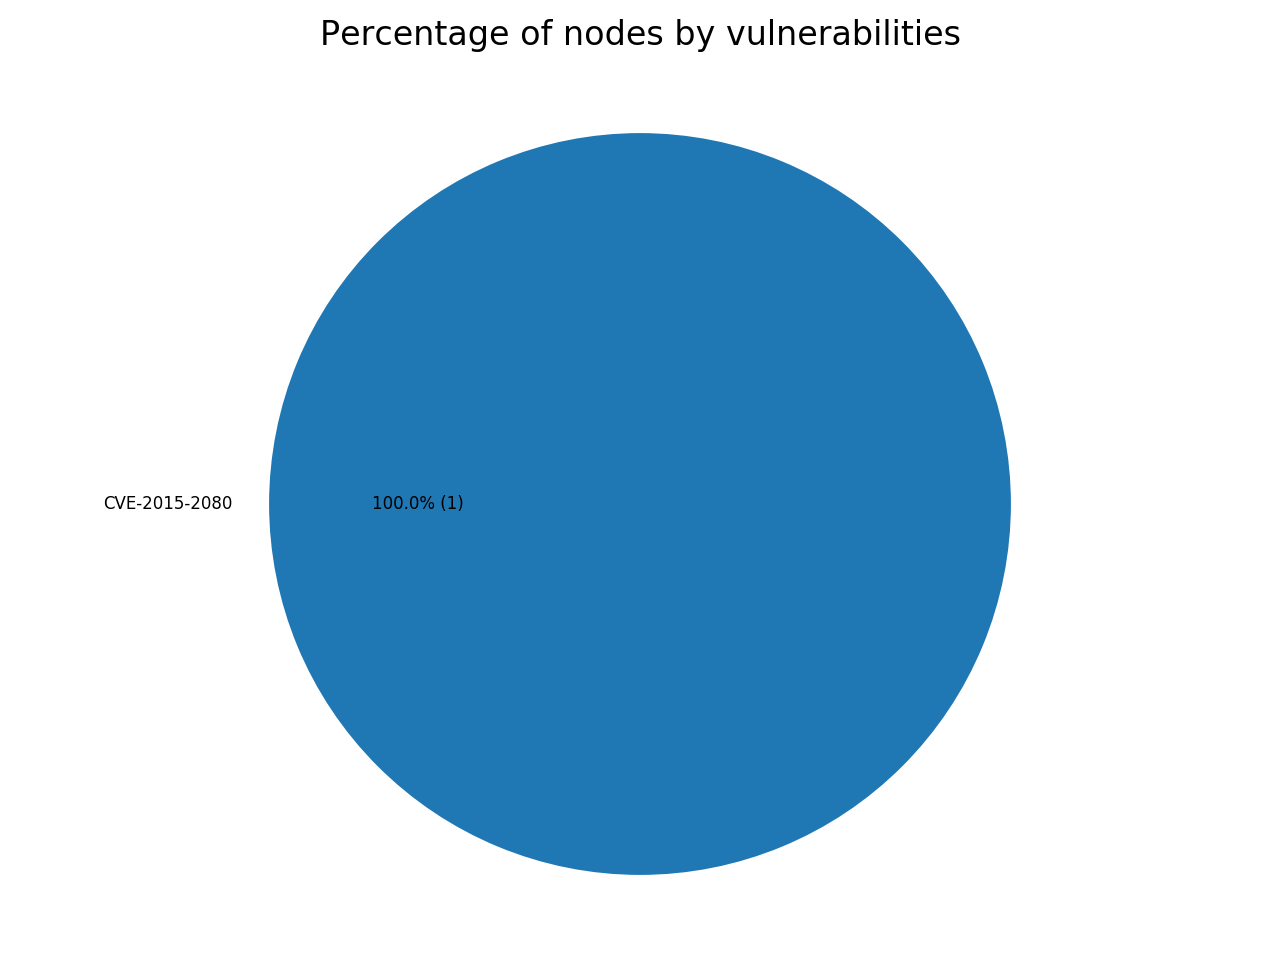 Percentage of nodes by vulnerabilities
CVE-2015-2080
100.0% (1)